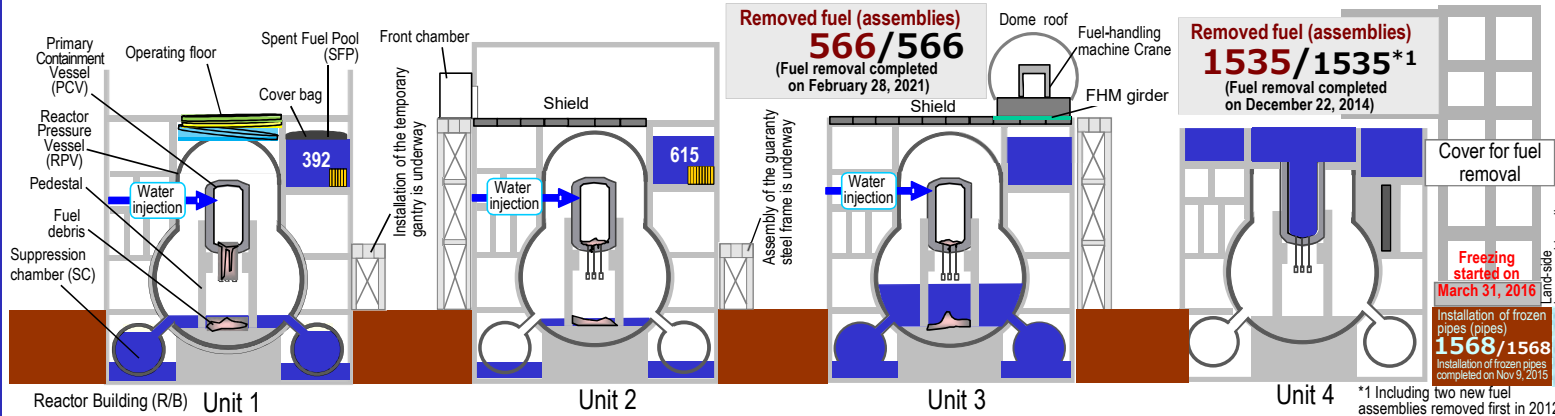 Primary
Containment
Vessel
(PCV)
Operating floor
Spent Fuel Pool
(SFP)
Cover bag
Reactor
Pressure
Vessel
(RPV)
392
Pedestal
Water
injection
Fuel
debris
Suppression
chamber (SC)
Installation of the temporary
gantry is underway
Reactor Building (R/B)
Unit 1
Front chamber
Shield
615
Water
injection
Assembly of the guaranty
steel frame is underway
Unit 2
Removed fuel (assemblies)
566/566
(Fuel removal completed
on February 28, 2021)
Dome roof
Fuel-handling
machine Crane
Shield
FHM girder
Water
injection
Unit 3
Removed fuel (assemblies)
1535/1535*1
(Fuel removal completed
on December 22, 2014)
Cover for fuel
removal
Land-side
Freezing
started on
March 31, 2016
Installation of frozen
pipes (pipes)
1568/1568
Installation of frozen pipes
completed on Nov 9, 2015
Unit 4
*1 Including two new fuel
assemblies removed first in 2012